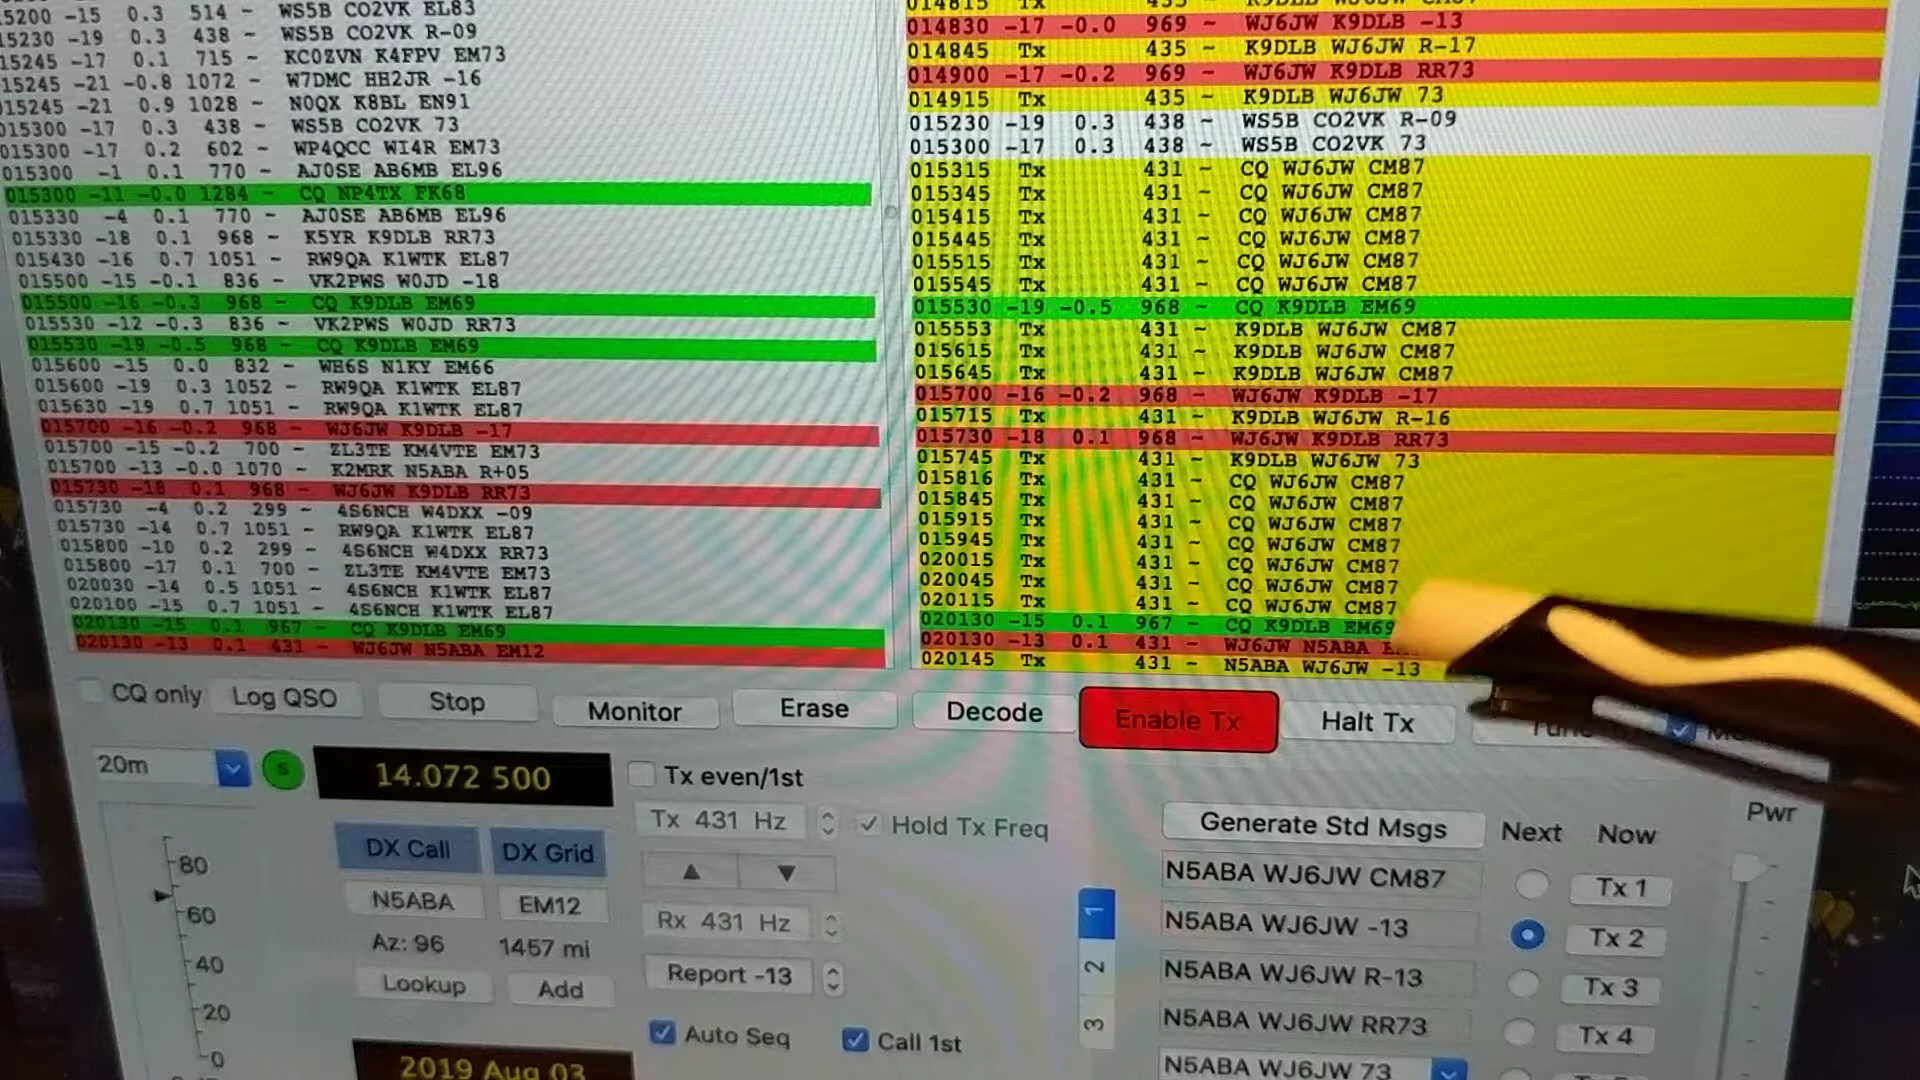 15200 -15 0.3 514 ~ WS5B CO2VK EL83
15230 -19 0.3 438 ~ WS5B CO2VK R-09
15245 -17 0.1 715 ~ KC0ZVN K4FPV EM73
15245 -21 -0.8 1072 ~ W7DMC HH2JR -16
15245 -21 0.9 1028 ~ N0QX K8BL EN91
015300 -17 0.3 438 ~ WS5B CO2VK 73
015300 -17 0.2 602 ~ WP4QCC WI4R EM73
015300 -1 0.1 770 ~ AJ0SE AB6MB EL96
015300 -11 -0.0 1284 ~ CQ NP4TX FK68
015330 -4 0.1 770 ~ AJ0SE AB6MB EL96
015330 -18 0.1 968 ~ K5YR K9DLB RR73
015430 -16 0.7 1051 ~ RW9QA K1WTK EL87
015500 -15 -0.1 836 ~ VK2PWS W0JD -18
015500 -16 -0.3 968 ~ CQ K9DLB EM69
015530 -12 -0.3 836 ~ VK2PWS W0JD RR73
015530 -19 -0.5 968 ~ CQ K9DLB EM69
015600 -15 0.0 832 ~ WB6S N1KY EM66
015600 -19 0.3 1052 ~ RW9QA K1WTK EL87
015630 -19 0.7 1051 ~ RW9QA K1WTK EL87
015700 -16 -0.2 968 ~ WJ6JW K9DLB -17
015700 -15 -0.2 700 ~ ZL3TE KM4VTE EM73
015700 -13 -0.0 1070 ~ K2MRK N5ABA R+05
015730 -18 0.1 968 ~ WJ6JW K9DLB RR73
015730 -4 0.2 299 ~ 4S6NCH W4DXX -09
015730 -14 0.7 1051 ~ RW9QA K1WTK EL87
015800 -10 0.2 299 ~ 4S6NCH W4DXX RR73
015800 -17 0.1 700 ~ ZL3TE KM4VTE EM73
020030 -14 0.5 1051 ~ 4S6NCH K1WTK EL87
020100 -15 0.7 1051 ~ 4S6NCH K1WTK EL87
020130 -15 0.1 967 ~ CQ K9DLB EM69
020130 -13 0.1 431 ~ WJ6JW N5ABA EM12
014815 Tx 435 ~ K9DLB WJ6JW
014830 -17 -0.0 969 ~ WJ6JW K9DLB -13
014845 Tx 435 ~ K9DLB WJ6JW R-17
014900 -17 -0.2 969 ~ WJ6JW K9DLB RR73
014915 Tx 435 ~ K9DLB WJ6JW 73
015230 -19 0.3 438 ~ WS5B CO2VK R-09
015300 -17 0.3 438 ~ WS5B CO2VK 73
015315 Tx 431 ~ CQ WJ6JW CM87
015345 Tx 431 ~ CQ WJ6JW CM87
015415 Tx 431 ~ CQ WJ6JW CM87
015445 Tx 431 ~ CQ WJ6JW CM87
015515 Tx 431 ~ CQ WJ6JW CM87
015545 Tx 431 ~ CQ WJ6JW CM87
015530 -19 -0.5 968 ~ CQ K9DLB EM69
015553 Tx 431 ~ K9DLB WJ6JW CM87
015615 Tx 431 ~ K9DLB WJ6JW CM87
015645 Tx 431 ~ K9DLB WJ6JW CM87
015700 -16 -0.2 968 ~ WJ6JW K9DLB -17
015715 Tx 431 ~ K9DLB WJ6JW R-16
015730 -18 0.1 968 ~ WJ6JW K9DLB RR73
015745 Tx 431 ~ K9DLB WJ6JW 73
015816 Tx 431 ~ CQ WJ6JW CM87
015845 Tx 431 ~ CQ WJ6JW CM87
015915 Tx 431 ~ CQ WJ6JW CM87
015945 Tx 431 ~ CQ WJ6JW CM87
020015 Tx 431 ~ CQ WJ6JW CM87
020045 Tx 431 ~ CQ WJ6JW CM87
020115 Tx 431 ~ CQ WJ6JW CM87
020130 -15 0.1 967 ~ CQ K9DLB EM69
020130 -13 0.1 431 ~ WJ6JW N5ABA
020145 Tx 431 ~ N5ABA WJ6JW -13
CQ only Log QSO Stop Monitor Erase Decode Enable Tx Halt Tx
20m S 14.072 500 Tx even/1st
Tx 431 Hz Hold Tx Freq
Generate Std Msgs Next Now Pwr
DX Call DX Grid
N5ABA EM12
Az: 96 1457 mi
Lookup Add
Rx 431 Hz
Report -13
Auto Seq Call 1st
80
60
40
20
0
1
2
3
N5ABA WJ6JW CM87 Tx 1
N5ABA WJ6JW -13 Tx 2
N5ABA WJ6JW R-13 Tx 3
N5ABA WJ6JW RR73 Tx 4
N5ABA WJ6JW 73
2019 Aug 03